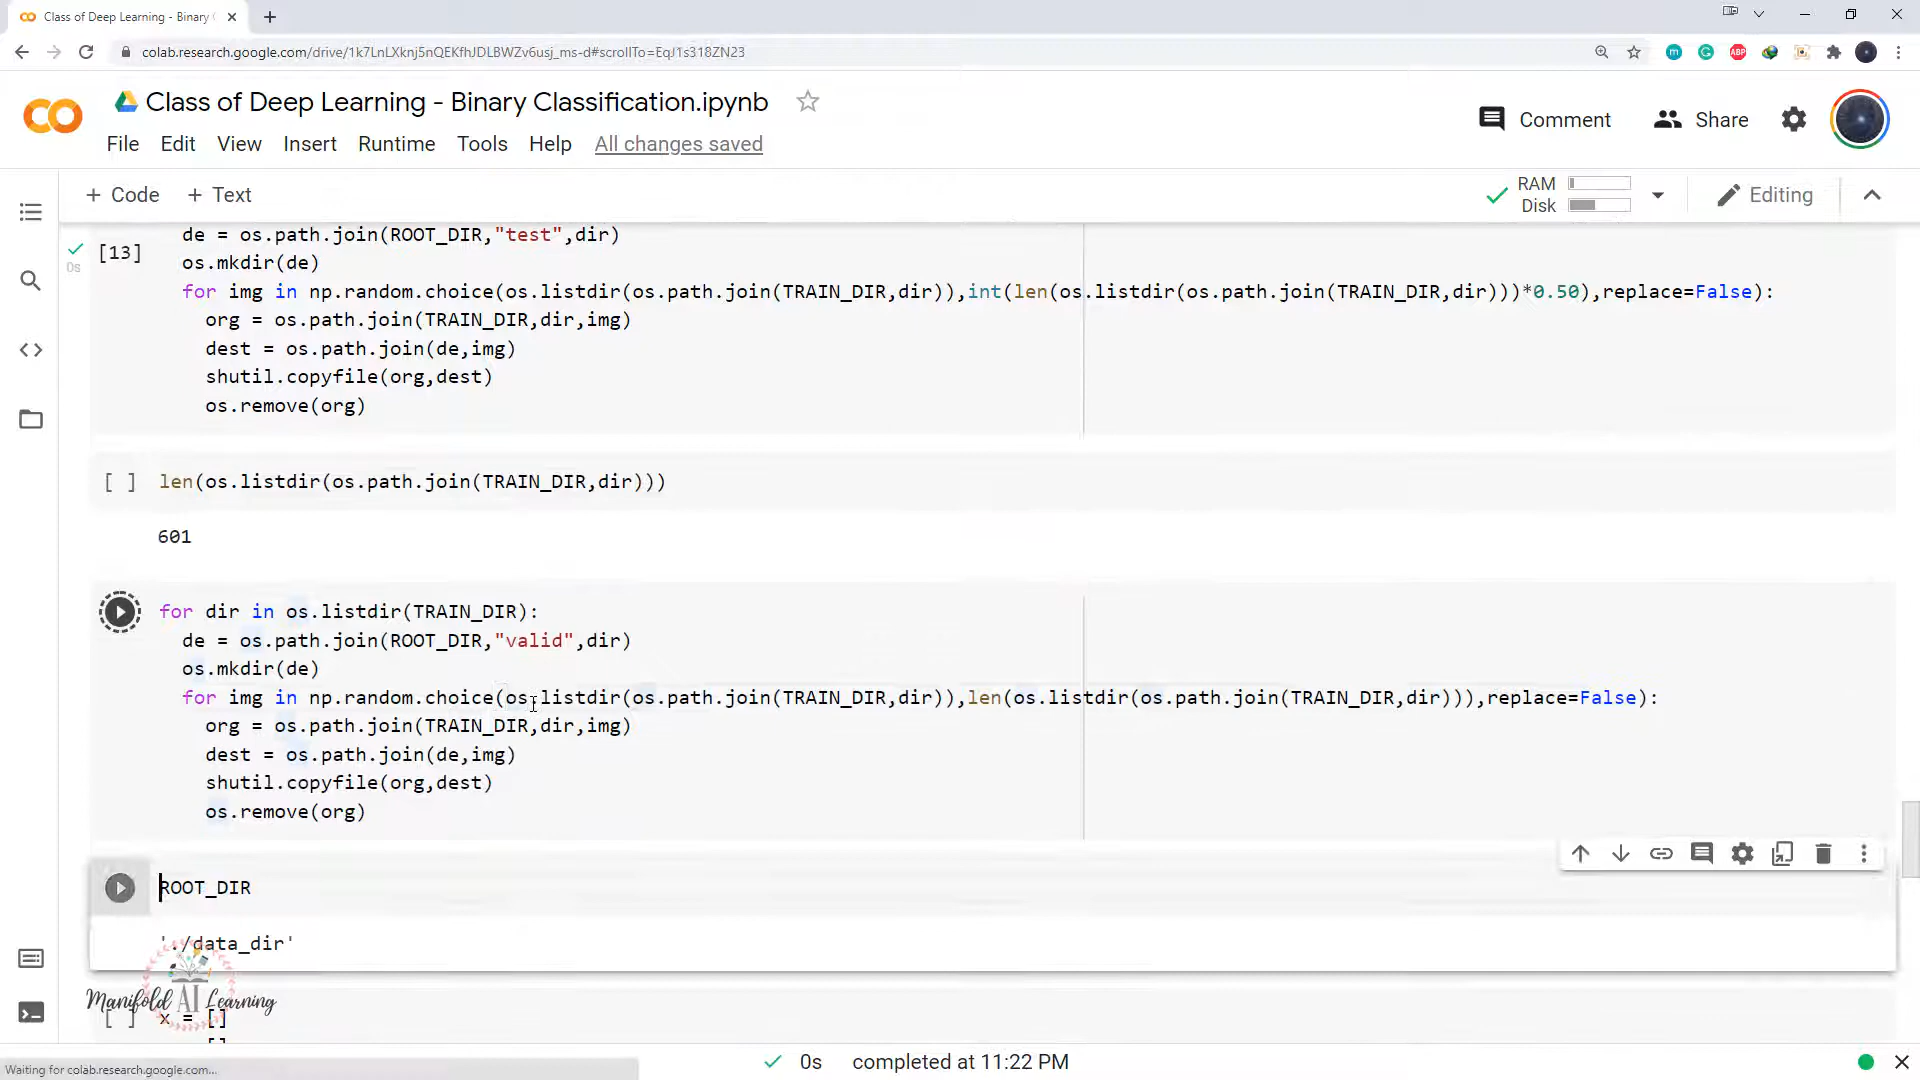 Class of Deep Learning - Binary C
colab.research.google.com/drive/1k7LnLXknj5nQEKfhJDLBWZv6usj_ms-d#scrollTo=EqJ1s318ZN23
Class of Deep Learning - Binary Classification.ipynb
Comment
Share
File Edit View Insert Runtime Tools Help All changes saved
+ Code + Text
RAM
Disk
Editing
de = os.path.join(ROOT_DIR,"test",dir)
[13]
0s
os.mkdir(de)
for img in np.random.choice(os.listdir(os.path.join(TRAIN_DIR,dir)),int(len(os.listdir(os.path.join(TRAIN_DIR,dir)))*0.50),replace=False):
org = os.path.join(TRAIN_DIR,dir,img)
dest = os.path.join(de,img)
shutil.copyfile(org,dest)
os.remove(org)
[ ] len(os.listdir(os.path.join(TRAIN_DIR,dir)))
601
for dir in os.listdir(TRAIN_DIR):
de = os.path.join(ROOT_DIR,"valid",dir)
os.mkdir(de)
for img in np.random.choice(os.listdir(os.path.join(TRAIN_DIR,dir)),len(os.listdir(os.path.join(TRAIN_DIR,dir))),replace=False):
org = os.path.join(TRAIN_DIR,dir,img)
dest = os.path.join(de,img)
shutil.copyfile(org,dest)
os.remove(org)
ROOT_DIR
'./data_dir'
Manifold AI Learning
[ ] x = []
0s completed at 11:22 PM
Waiting for colab.research.google.com...